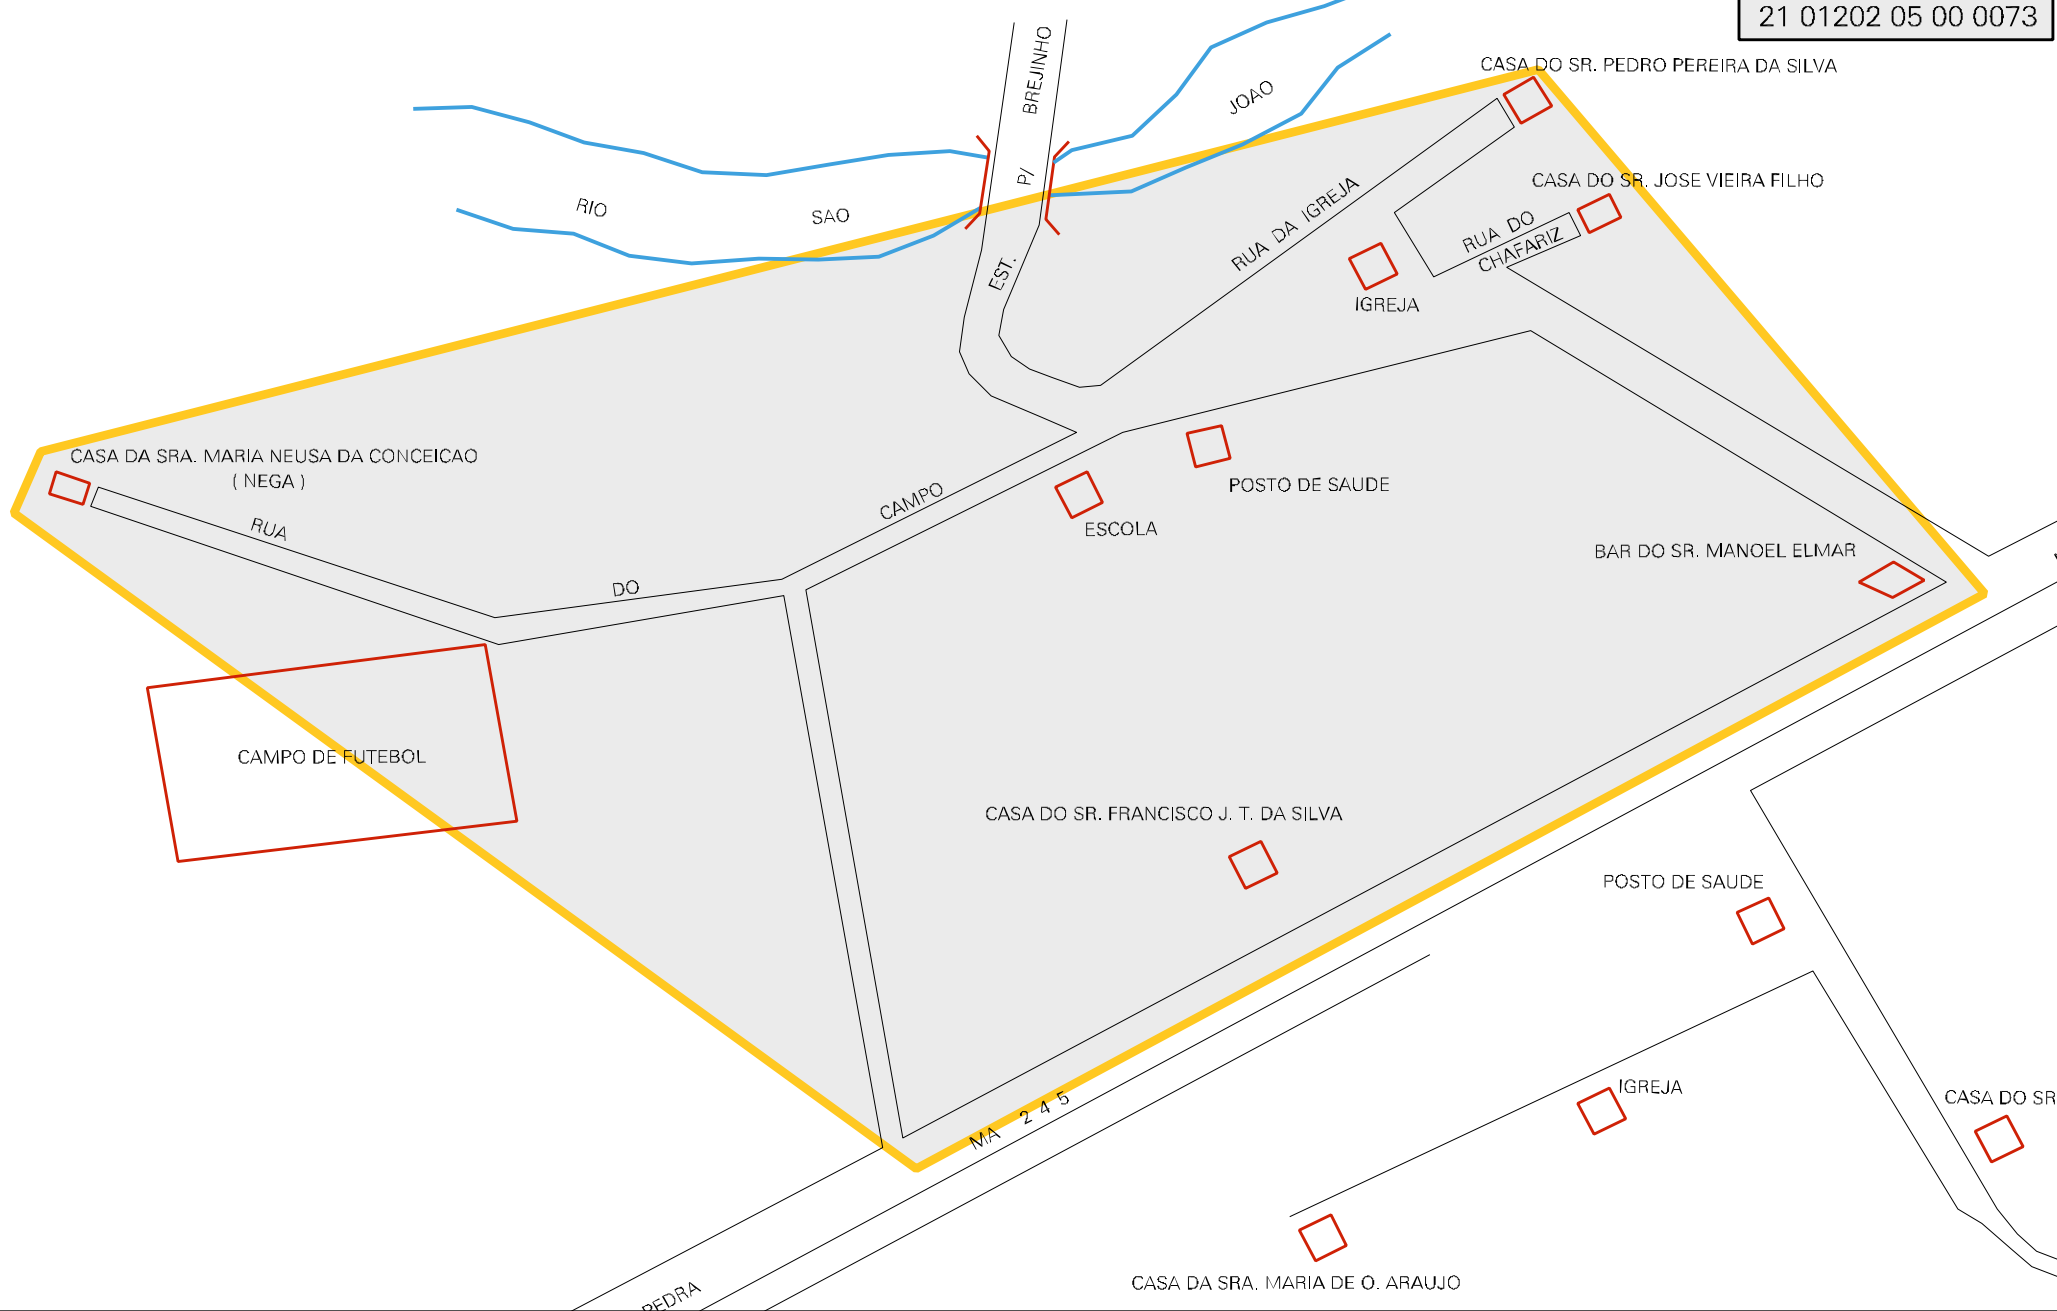 21 01202 05 00 0073
CASA DO SR. PEDRO PEREIRA DA SILVA
BREJINHO
P/
EST.
JOAO
CASA DO SR. JOSE VIEIRA FILHO
RIO
SAO
RUA DA IGREJA
RUA DO
CHAFARIZ
IGREJA
CASA DA SRA. MARIA NEUSA DA CONCEICAO
( NEGA )
RUA
DO
CAMPO
POSTO DE SAUDE
ESCOLA
BAR DO SR. MANOEL ELMAR
CAMPO DE FUTEBOL
CASA DO SR. FRANCISCO J. T. DA SILVA
POSTO DE SAUDE
MA 245
IGREJA
CASA DO SR
CASA DA SRA. MARIA DE O. ARAUJO
PEDRA